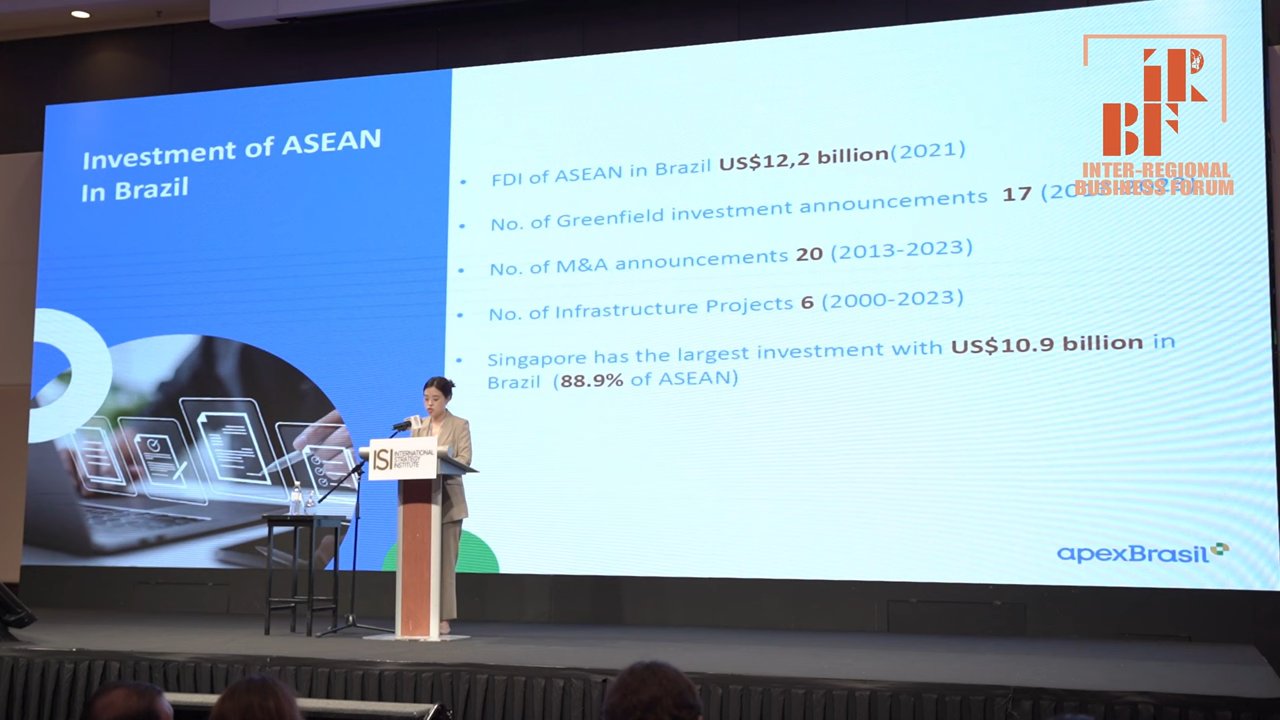 Investment of ASEAN
In Brazil
• FDI of ASEAN in Brazil US$12,2 billion(2021)
• No. of Greenfield investment announcements 17
• No. of M&A announcements 20 (2013-2023)
• No. of Infrastructure Projects 6 (2000-2023)
• Singapore has the largest investment with US$10.9 billion in
Brazil (88.9% of ASEAN)
apexBrasil
ISI INTERNATIONAL
STRATEGY
INSTITUTE
iR
BF
INTER-REGIONAL
BUSINESS FORUM